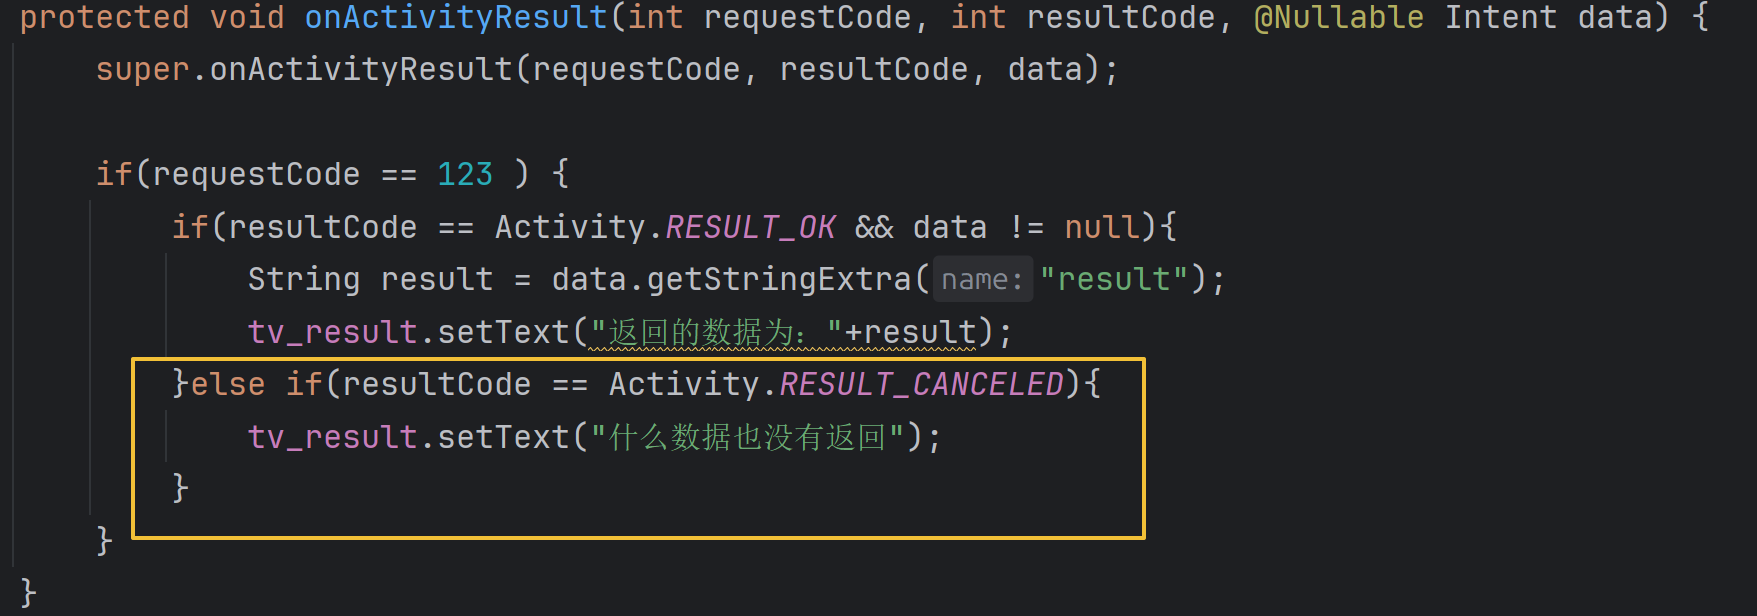 protected void onActivityResult(int requestCode, int resultCode, @Nullable Intent data) {
super.onActivityResult(requestCode, resultCode, data);
if(requestCode == 123 ) {
if(resultCode == Activity.RESULT_OK && data != null){
String result = data.getStringExtra( name: "result");
tv_result.setText("返回的数据为："+result);
}else if(resultCode == Activity.RESULT_CANCELED){
tv_result.setText("什么数据也没有返回");
}
}
}